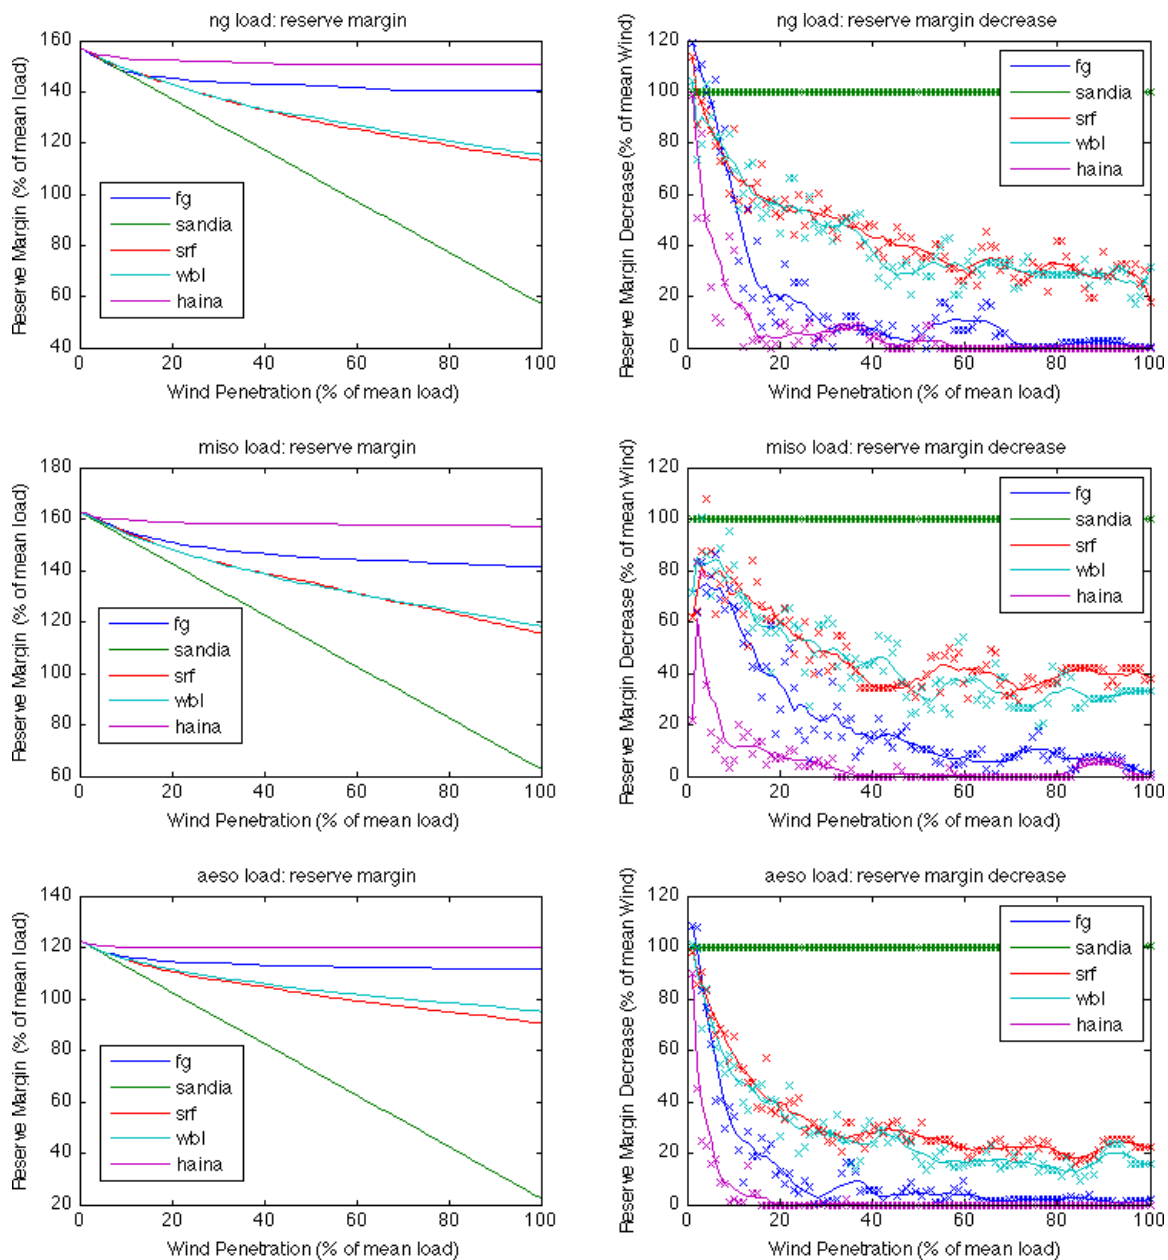 ng load: reserve margin
160
140
120
100
80
60
40
0 20 40 60 80 100
Reserve Margin (% of mean load)
Wind Penetration (% of mean load)
fg
sandia
srf
wbl
haina
ng load: reserve margin decrease
120
100
80
60
40
20
0
0 20 40 60 80 100
Reserve Margin Decrease (% of mean Wind)
Wind Penetration (% of mean load)
fg
sandia
srf
wbl
haina
miso load: reserve margin
180
160
140
120
100
80
60
0 20 40 60 80 100
Reserve Margin (% of mean load)
Wind Penetration (% of mean load)
fg
sandia
srf
wbl
haina
miso load: reserve margin decrease
120
100
80
60
40
20
0
0 20 40 60 80 100
Reserve Margin Decrease (% of mean Wind)
Wind Penetration (% of mean load)
fg
sandia
srf
wbl
haina
aeso load: reserve margin
140
120
100
80
60
40
20
0 20 40 60 80 100
Reserve Margin (% of mean load)
Wind Penetration (% of mean load)
fg
sandia
srf
wbl
haina
aeso load: reserve margin decrease
120
100
80
60
40
20
0
0 20 40 60 80 100
Reserve Margin Decrease (% of mean Wind)
Wind Penetration (% of mean load)
fg
sandia
srf
wbl
haina